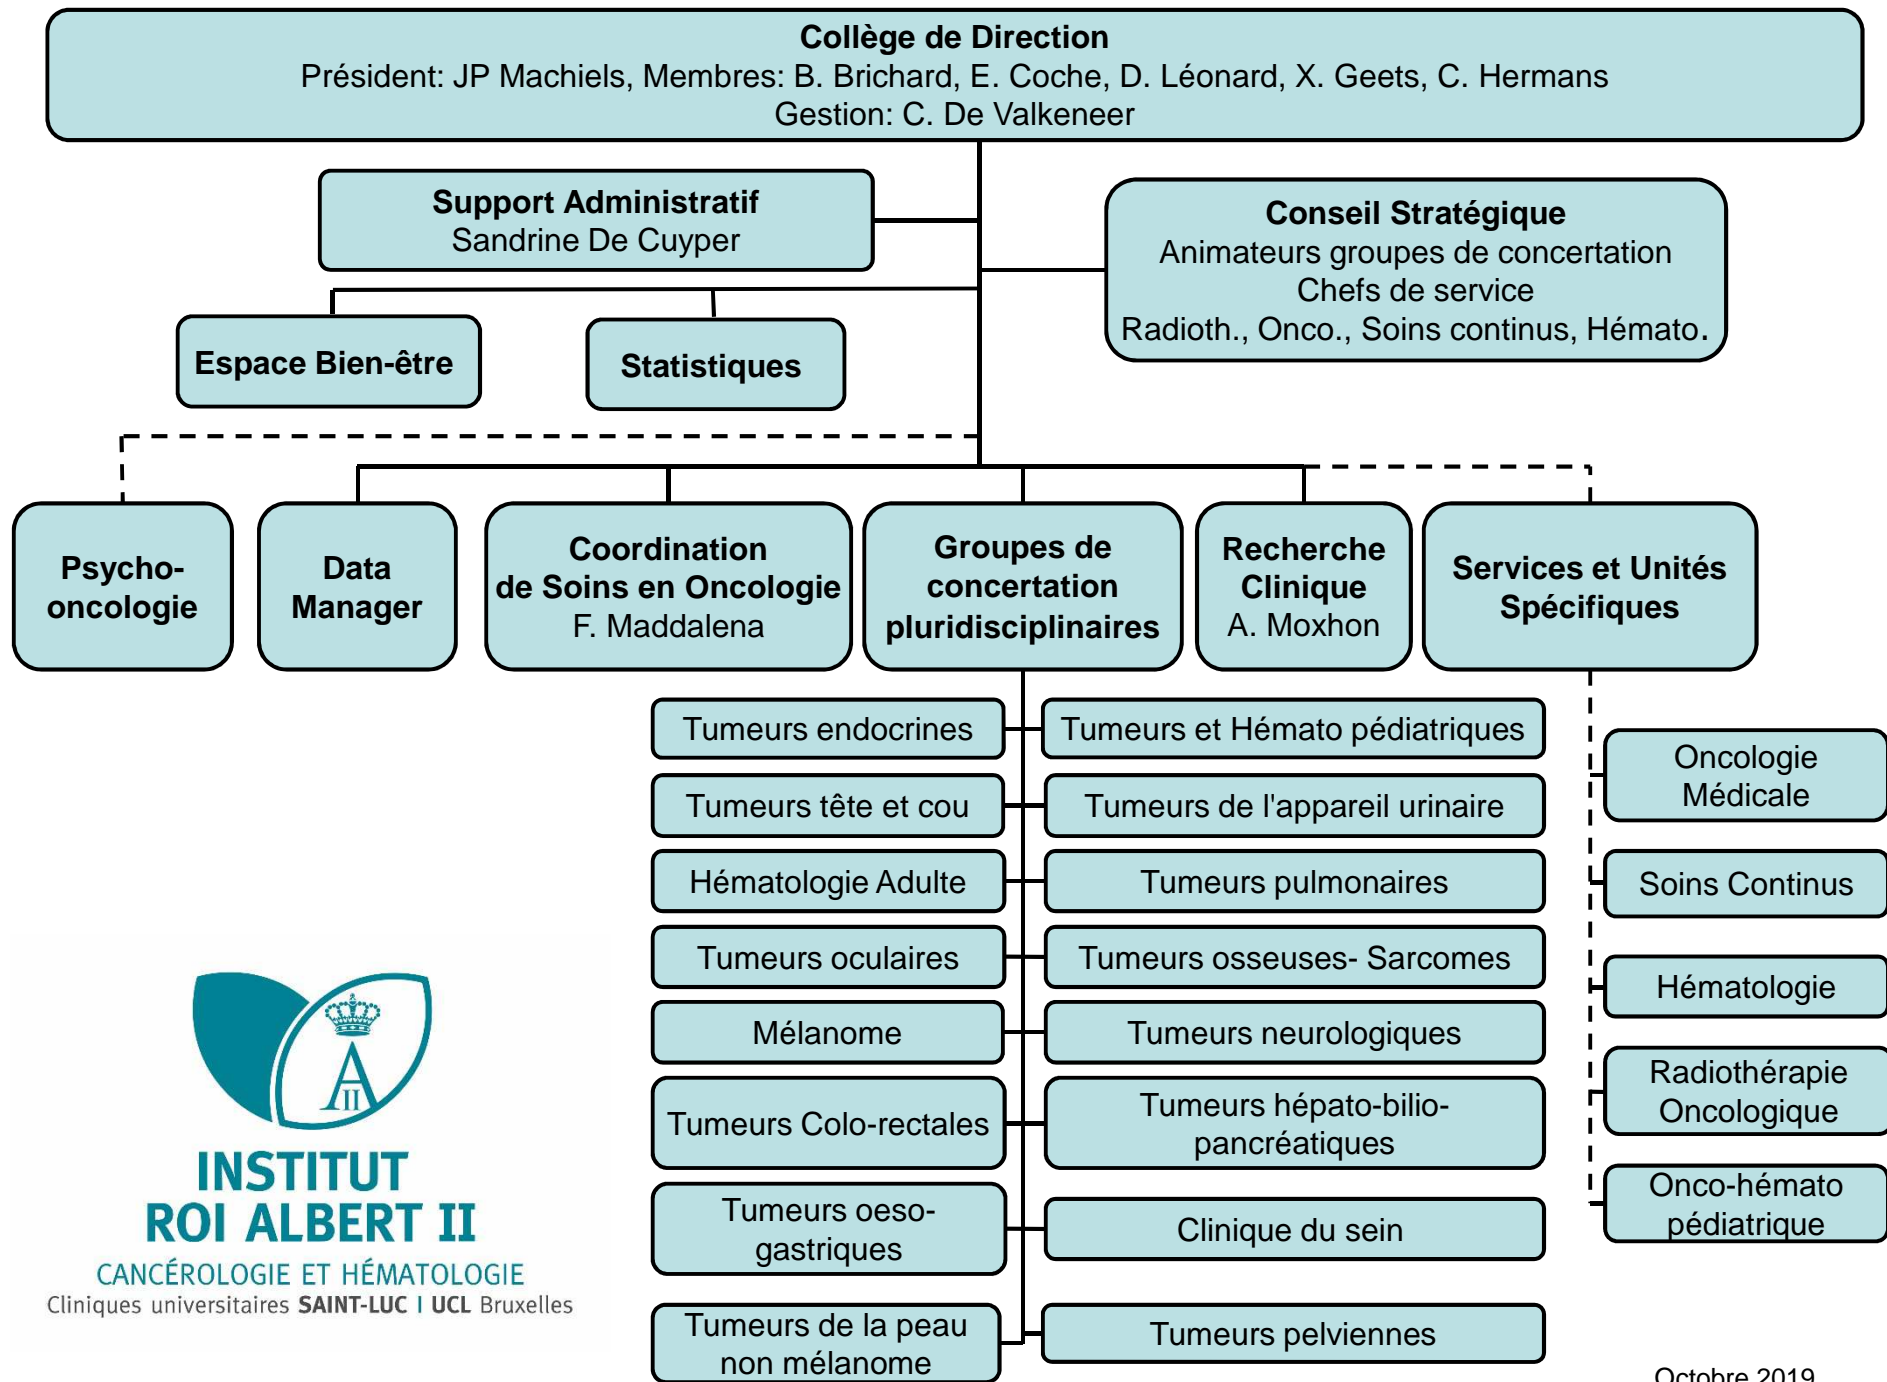 Collège de Direction
Président: JP Machiels, Membres: B. Brichard, E. Coche, D. Léonard, X. Geets, C. Hermans
Gestion: C. De Valkeneer
Support Administratif
Sandrine De Cuyper
Conseil Stratégique
Animateurs groupes de concertation
Chefs de service
Radioth., Onco., Soins continus, Hémato.
Espace Bien-être
Statistiques
Psycho-
oncologie
Data
Manager
Coordination
de Soins en Oncologie
F. Maddalena
Groupes de
concertation
pluridisciplinaires
Recherche
Clinique
A. Moxhon
Services et Unités
Spécifiques
Tumeurs endocrines
Tumeurs et Hémato pédiatriques
Tumeurs tête et cou
Tumeurs de l'appareil urinaire
Hématologie Adulte
Tumeurs pulmonaires
Tumeurs oculaires
Tumeurs osseuses- Sarcomes
Mélanome
Tumeurs neurologiques
Tumeurs Colo-rectales
Tumeurs hépato-bilio-
pancréatiques
Tumeurs oeso-
gastriques
Clinique du sein
Tumeurs de la peau
non mélanome
Tumeurs pelviennes
Oncologie
Médicale
Soins Continus
Hématologie
Radiothérapie
Oncologique
Onco-hémato
pédiatrique
A
II
INSTITUT
ROI ALBERT II
CANCÉROLOGIE ET HÉMATOLOGIE
Cliniques universitaires SAINT-LUC | UCL Bruxelles
Octobre 2019